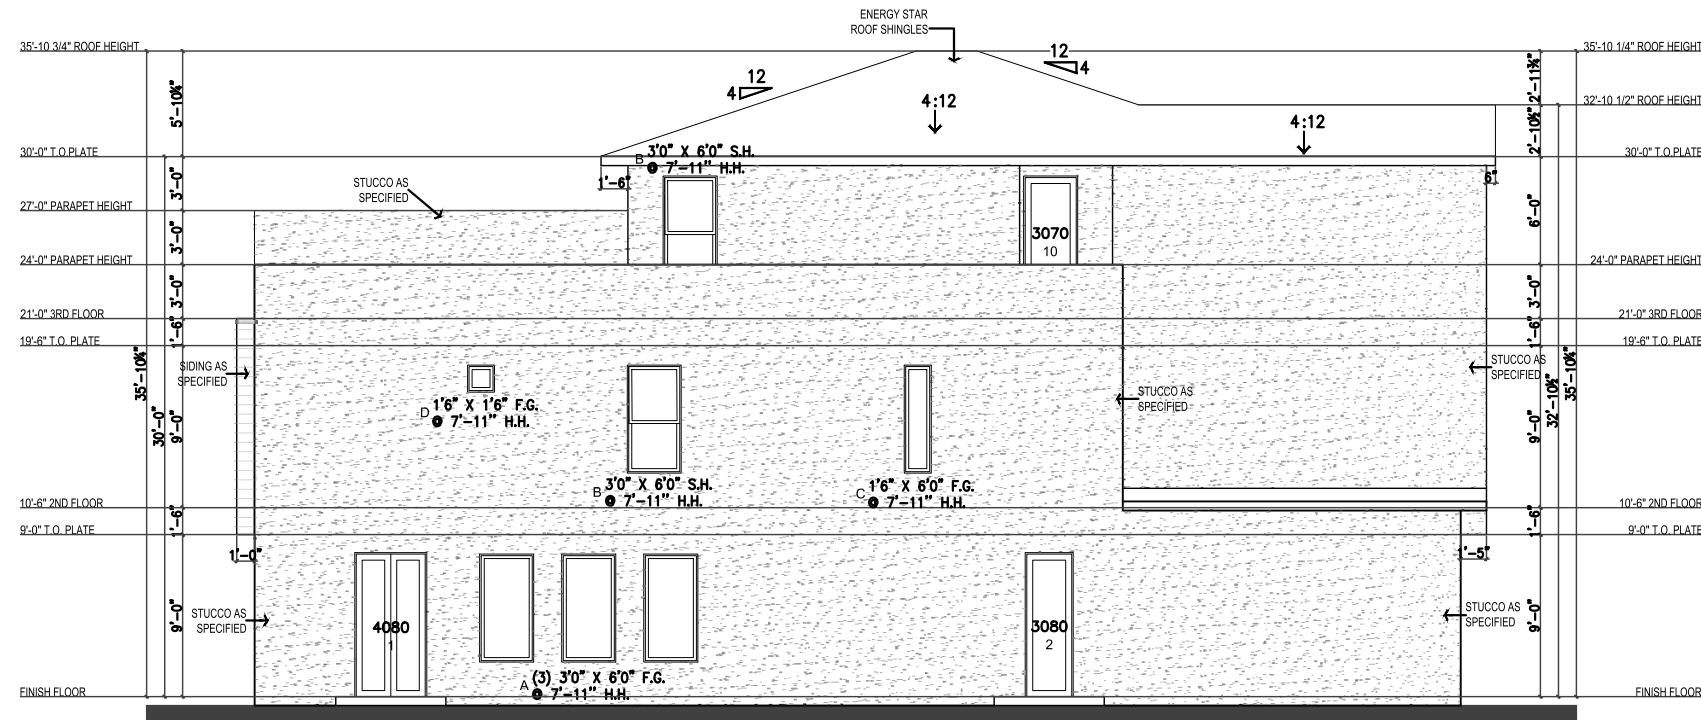 ENERGY STAR
ROOF SHINGLES
35'-10 3/4" ROOF HEIGHT
35'-10 1/4" ROOF HEIGHT
12
4
12
4
4:12
4:12
5'-10¾"
2'-11¾"
32'-10 1/2" ROOF HEIGHT
2'-10½"
30'-0" T.O.PLATE
30'-0" T.O.PLATE
B 3'0" X 6'0" S.H.
@ 7'-11" H.H.
1'-6"
6"
STUCCO AS
SPECIFIED
3'-0"
6'-0"
27'-0" PARAPET HEIGHT
3070
10
3'-0"
24'-0" PARAPET HEIGHT
24'-0" PARAPET HEIGHT
3'-0"
3'-0"
21'-0" 3RD FLOOR
21'-0" 3RD FLOOR
1'-6"
1'-6"
19'-6" T.O. PLATE
19'-6" T.O. PLATE
SIDING AS
SPECIFIED
STUCCO AS
SPECIFIED
STUCCO AS
SPECIFIED
35'-10¾"
30'-0"
9'-0"
9'-0"
32'-10½"
35'-10¼"
D 1'6" X 1'6" F.G.
@ 7'-11" H.H.
B 3'0" X 6'0" S.H.
@ 7'-11" H.H.
C 1'6" X 6'0" F.G.
@ 7'-11" H.H.
10'-6" 2ND FLOOR
10'-6" 2ND FLOOR
1'-6"
1'-6"
9'-0" T.O. PLATE
9'-0" T.O. PLATE
1'-0"
1'-5"
STUCCO AS
SPECIFIED
STUCCO AS
SPECIFIED
9'-0"
9'-0"
4080
1
3080
2
A (3) 3'0" X 6'0" F.G.
@ 7'-11" H.H.
FINISH FLOOR
FINISH FLOOR